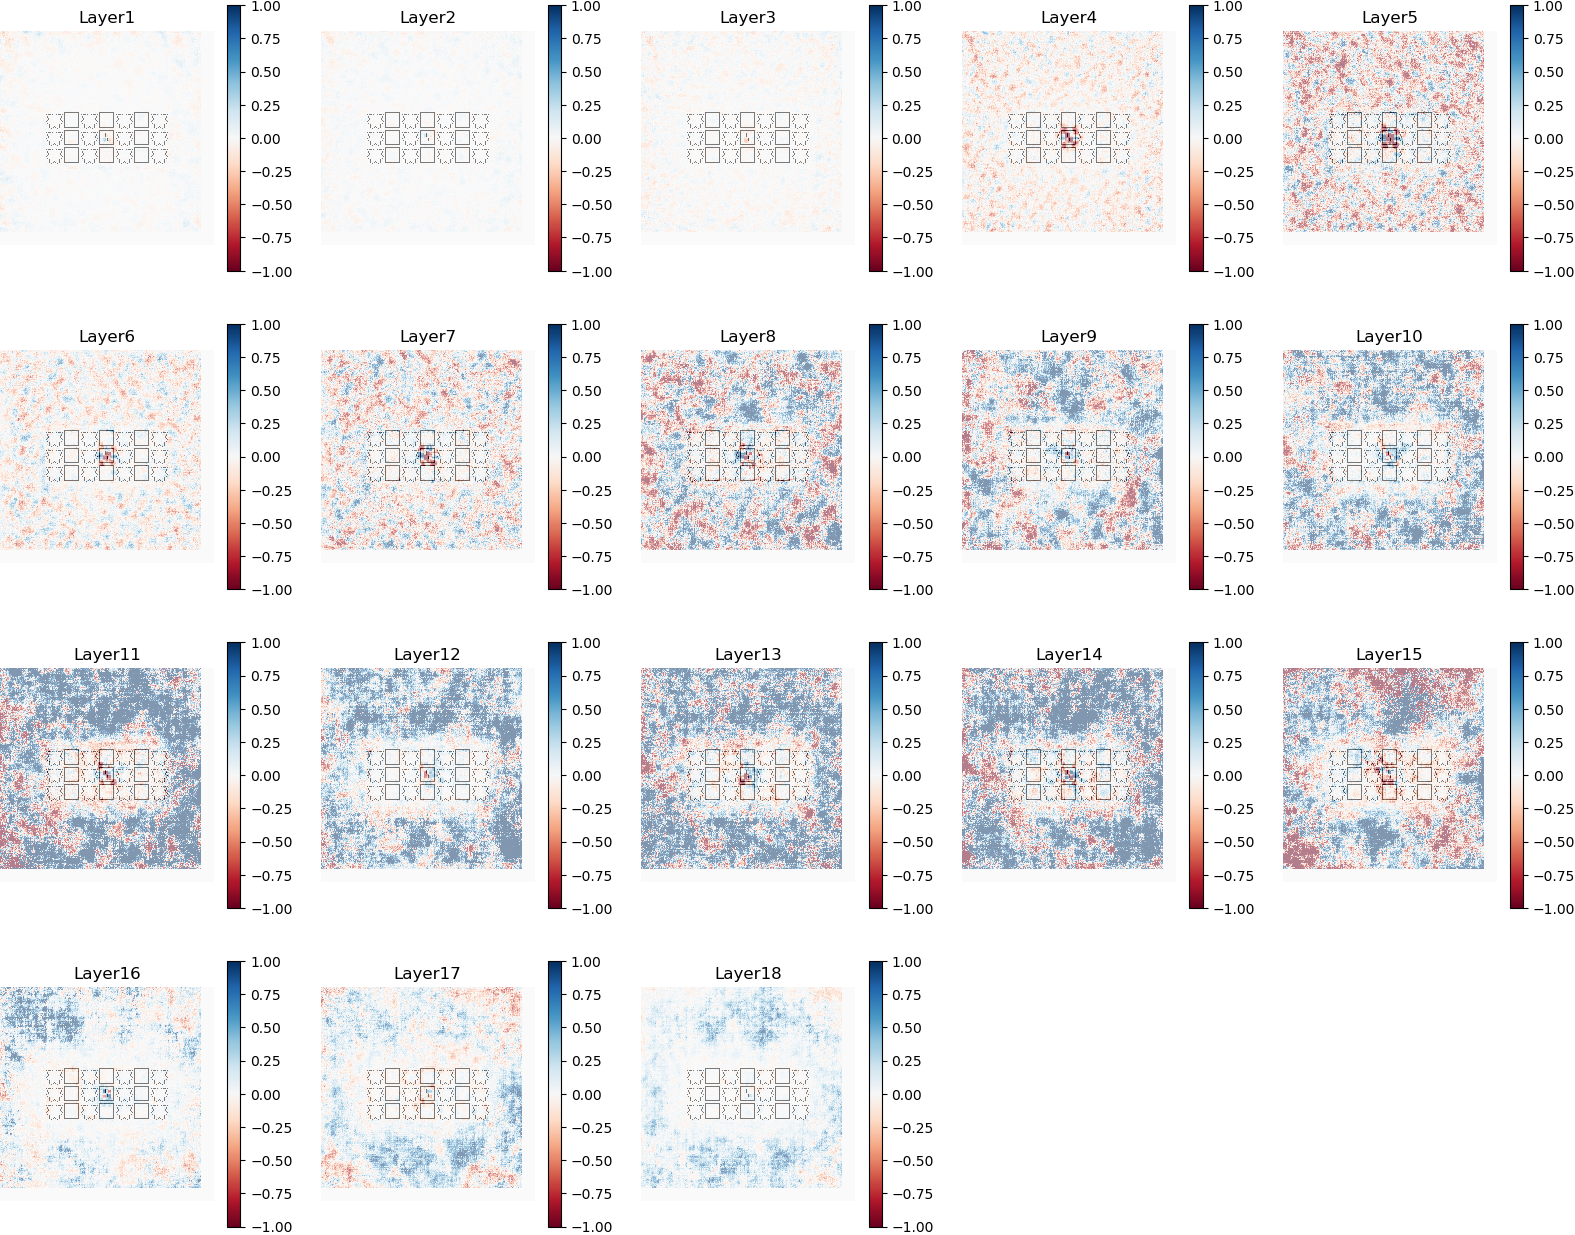 Layer1 Layer2 Layer3 Layer4 Layer5
1.00 1.00 1.00 1.00 1.00
0.75 0.75 0.75 0.75 0.75
0.50 0.50 0.50 0.50 0.50
0.25 0.25 0.25 0.25 0.25
0.00 0.00 0.00 0.00 0.00
−0.25 −0.25 −0.25 −0.25 −0.25
−0.50 −0.50 −0.50 −0.50 −0.50
−0.75 −0.75 −0.75 −0.75 −0.75
−1.00 −1.00 −1.00 −1.00 −1.00
Layer6 Layer7 Layer8 Layer9 Layer10
1.00 1.00 1.00 1.00 1.00
0.75 0.75 0.75 0.75 0.75
0.50 0.50 0.50 0.50 0.50
0.25 0.25 0.25 0.25 0.25
0.00 0.00 0.00 0.00 0.00
−0.25 −0.25 −0.25 −0.25 −0.25
−0.50 −0.50 −0.50 −0.50 −0.50
−0.75 −0.75 −0.75 −0.75 −0.75
−1.00 −1.00 −1.00 −1.00 −1.00
Layer11 Layer12 Layer13 Layer14 Layer15
1.00 1.00 1.00 1.00 1.00
0.75 0.75 0.75 0.75 0.75
0.50 0.50 0.50 0.50 0.50
0.25 0.25 0.25 0.25 0.25
0.00 0.00 0.00 0.00 0.00
−0.25 −0.25 −0.25 −0.25 −0.25
−0.50 −0.50 −0.50 −0.50 −0.50
−0.75 −0.75 −0.75 −0.75 −0.75
−1.00 −1.00 −1.00 −1.00 −1.00
Layer16 Layer17 Layer18
1.00 1.00 1.00
0.75 0.75 0.75
0.50 0.50 0.50
0.25 0.25 0.25
0.00 0.00 0.00
−0.25 −0.25 −0.25
−0.50 −0.50 −0.50
−0.75 −0.75 −0.75
−1.00 −1.00 −1.00